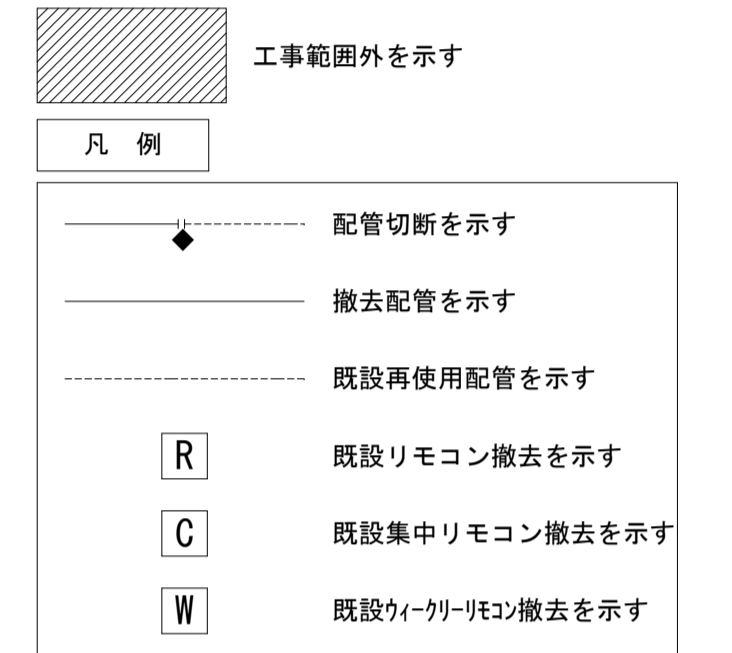 工事範囲外を示す
凡 例
配管切断を示す
撤去配管を示す
既設再使用配管を示す
R 既設リモコン撤去を示す
C 既設集中リモコン撤去を示す
W 既設ｳｨｰｸﾘｰﾘﾓｺﾝ撤去を示す